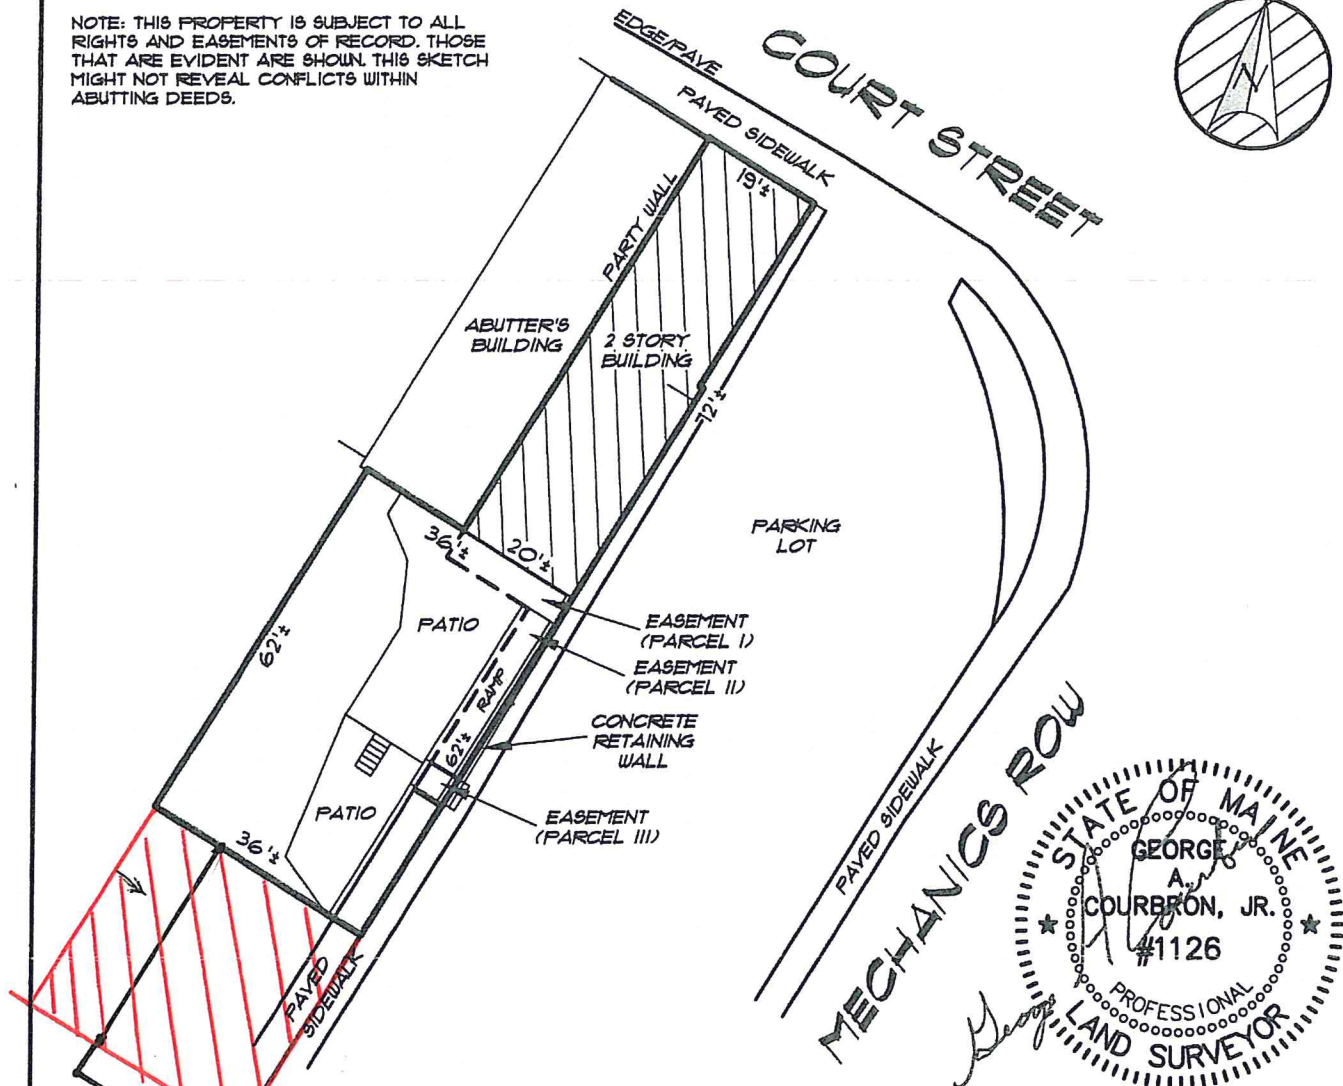 NOTE: THIS PROPERTY IS SUBJECT TO ALL
RIGHTS AND EASEMENTS OF RECORD. THOSE
THAT ARE EVIDENT ARE SHOWN. THIS SKETCH
MIGHT NOT REVEAL CONFLICTS WITHIN
ABUTTING DEEDS.
EDGE/PAVE
COURT STREET
N
PAVED SIDEWALK
19'±
PARTY WALL
ABUTTER'S
BUILDING
2 STORY
BUILDING
72'±
PARKING
LOT
36'±
20'±
EASEMENT
(PARCEL I)
EASEMENT
(PARCEL II)
PATIO
RAMP
62'±
62'±
CONCRETE
RETAINING
WALL
PATIO
EASEMENT
(PARCEL III)
36'±
PAVED
SIDEWALK
PAVED SIDEWALK
MECHANICS ROW
STATE OF MAINE
GEORGE
A.
COURBRON, JR.
#1126
PROFESSIONAL
LAND SURVEYOR
George